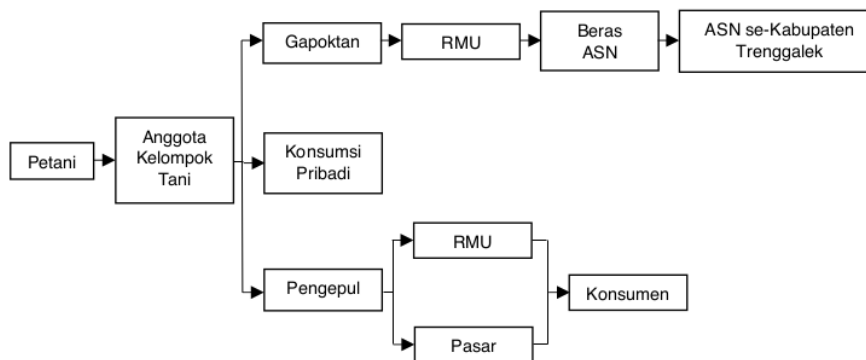 Gapoktan
RMU
Beras
ASN
ASN se-Kabupaten
Trenggalek
Petani
Anggota
Kelompok
Tani
Konsumsi
Pribadi
Pengepul
RMU
Pasar
Konsumen